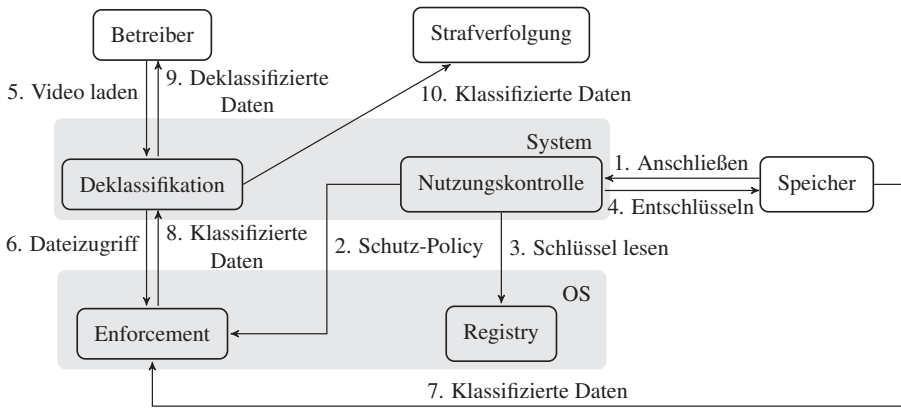 Betreiber
Strafverfolgung
5. Video laden
9. Deklassifizierte
Daten
10. Klassifizierte Daten
System
Deklassifikation
Nutzungskontrolle
1. Anschließen
4. Entschlüsseln
Speicher
6. Dateizugriff
8. Klassifizierte
Daten
2. Schutz-Policy
3. Schlüssel lesen
OS
Enforcement
Registry
7. Klassifizierte Daten